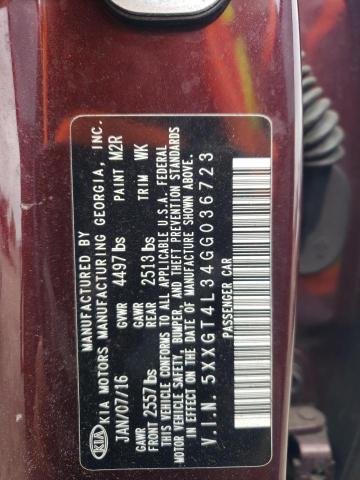 KIA
MANUFACTURED BY
KIA MOTORS MANUFACTURING GEORGIA, INC.
JAN/07/16 GVWR 4497 lbs PAINT M2R
GAWR FRONT 2557 lbs GAWR REAR 2513 lbs TRIM WK
THIS VEHICLE CONFORMS TO ALL APPLICABLE U.S.A. FEDERAL
MOTOR VEHICLE SAFETY, BUMPER, AND THEFT PREVENTION STANDARDS
IN EFFECT ON THE DATE OF MANUFACTURE SHOWN ABOVE.
V.I.N. 5XXGT4L34GG036723
PASSENGER CAR